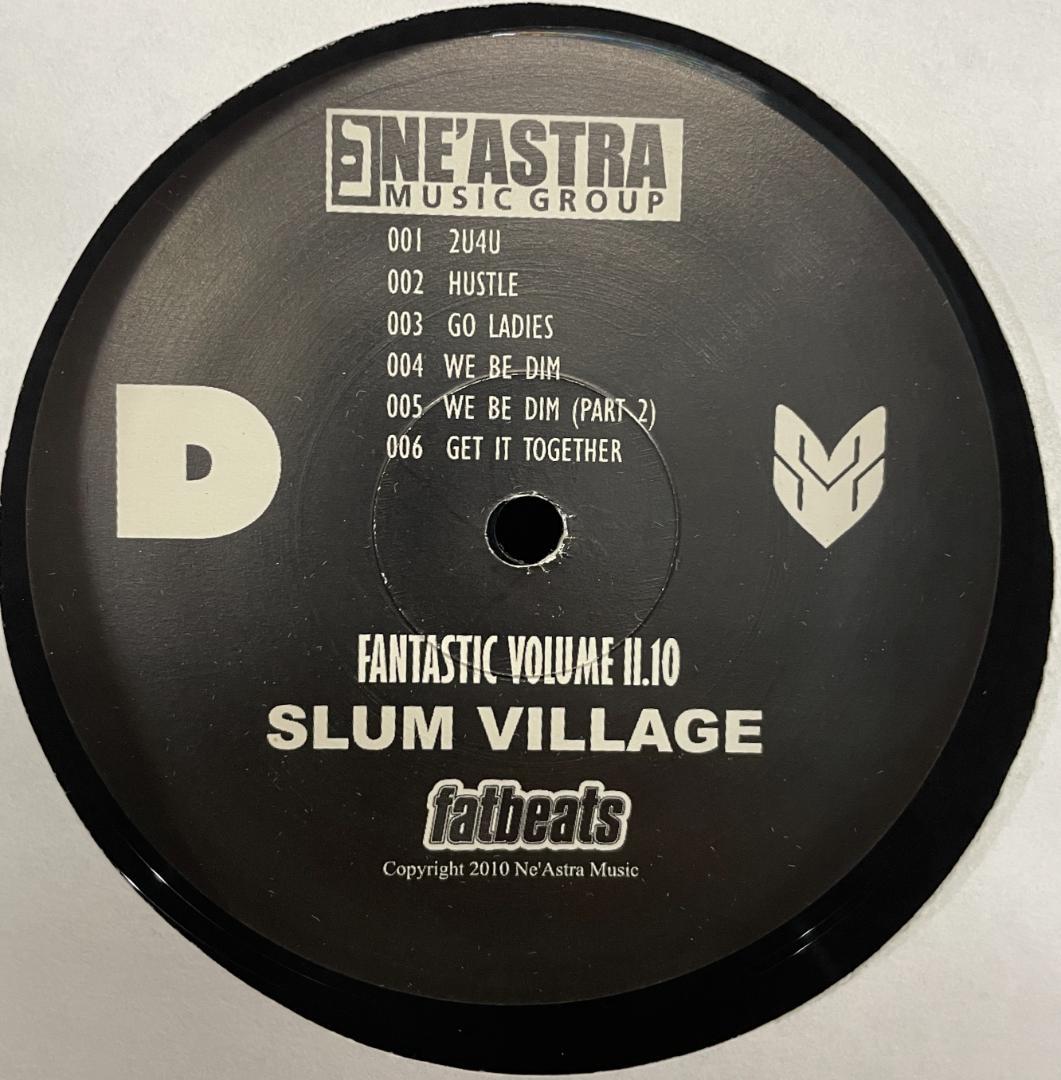 NE'ASTRA
MUSIC GROUP
001 2U4U
002 HUSTLE
003 GO LADIES
004 WE BE DIM
005 WE BE DIM (PART 2)
006 GET IT TOGETHER
D
FANTASTIC VOLUME II.10
SLUM VILLAGE
fatbeats
Copyright 2010 Ne'Astra Music